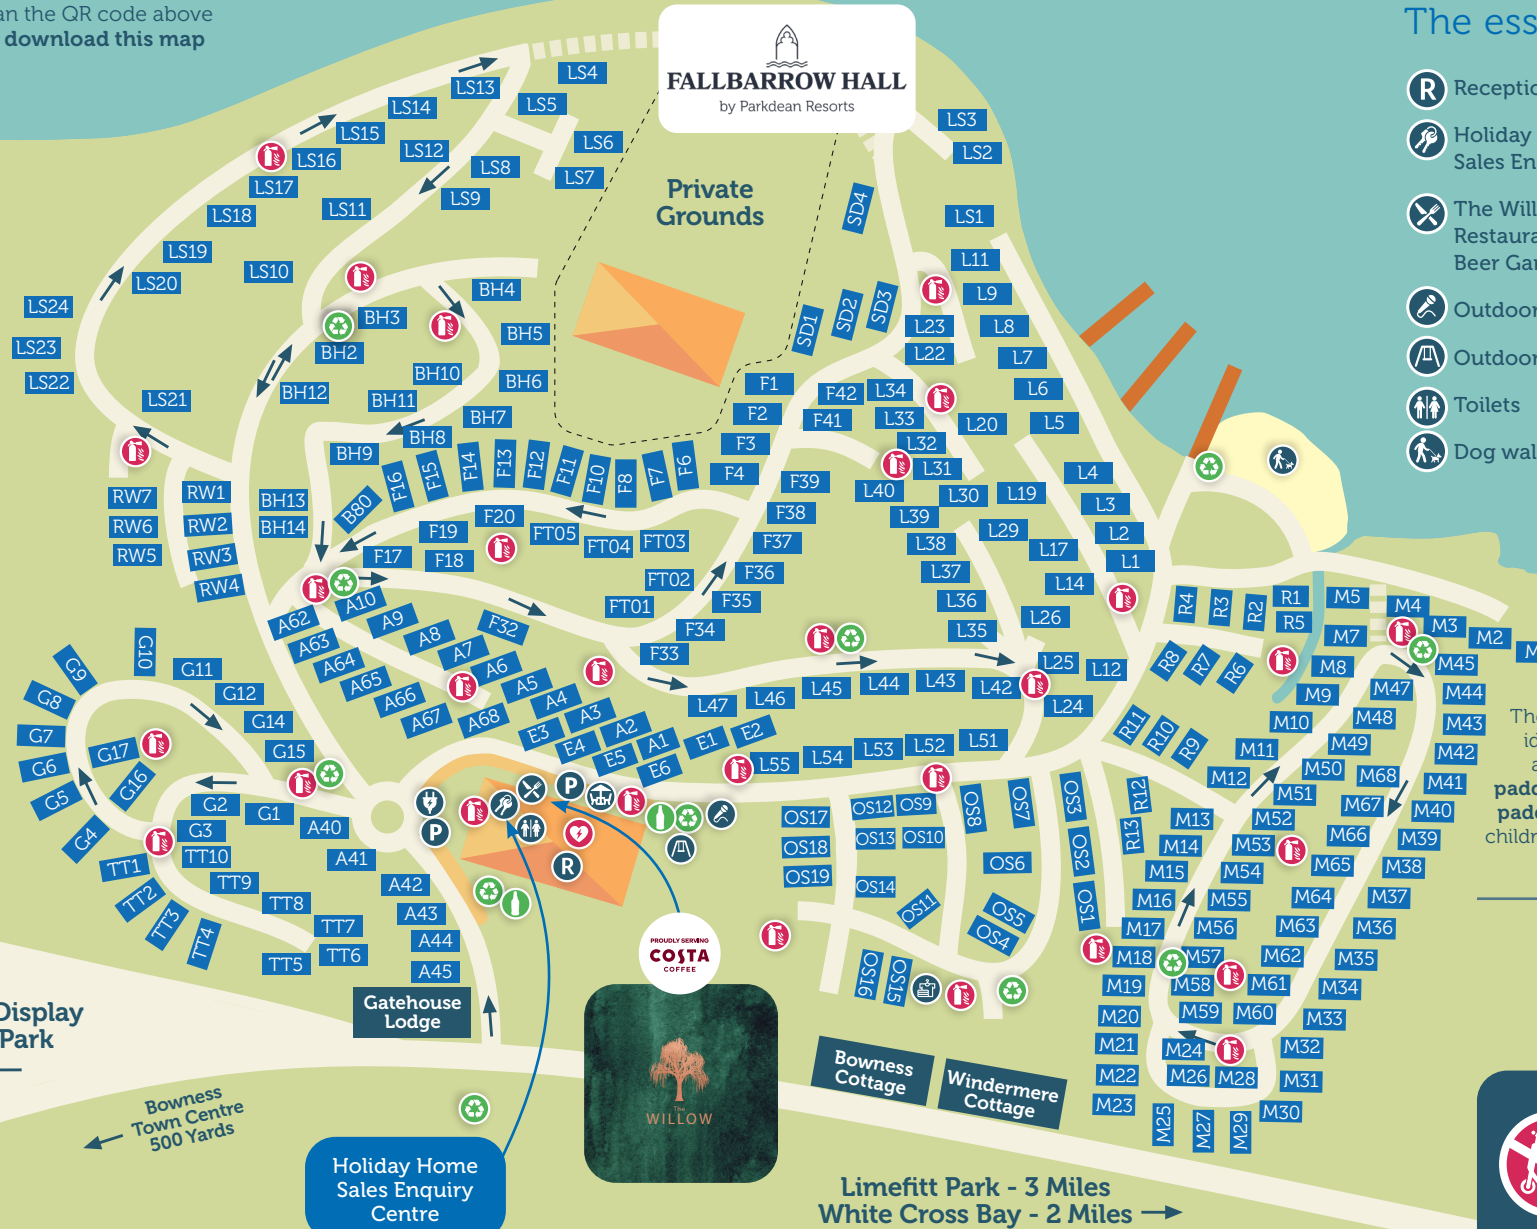 an the QR code above
download this map
FALLBARROW HALL
by Parkdean Resorts
The ess
R Receptio
Holiday
Sales En
The Will
Restaura
Beer Gar
Outdoor
Outdoor
Toilets
Dog wal
Private
Grounds
LS4
LS13
LS5
LS14
LS15
LS12
LS6
LS16
LS8
LS7
LS17
LS9
LS18
LS11
LS19
LS10
LS20
LS24
LS23
LS22
LS21
LS3
LS2
LS1
SD4
SD3
SD2
SD1
BH4
BH3
BH5
BH2
BH10
BH6
BH12
BH11
BH7
BH8
BH9
BH13
BH14
B80
L11
L9
L23
L8
L22
L7
L6
L5
L34
L33
L20
L32
L31
L4
L40
L30
L19
L3
L39
L29
L2
L38
L17
L1
L37
L14
L36
L26
L35
L25
L12
L24
L42
L43
L44
L45
L46
L47
L51
L52
L53
L54
L55
F1
F2
F3
F4
F42
F41
F39
F38
F37
F36
F35
F34
F33
F32
F16
F15
F14
F13
F12
F11
F10
F8
F7
F6
F20
F19
F18
F17
FT05
FT04
FT03
FT02
FT01
RW7
RW1
RW6
RW2
RW5
RW3
RW4
A10
A62
A9
A63
A8
A64
A7
A65
A6
A66
A5
A67
A68
A4
A3
A2
A1
E3
E4
E5
E6
E1
E2
G10
G9
G11
G8
G12
G7
G14
G17
G15
G6
G16
G5
G2
G1
G4
G3
A40
TT10
A41
TT1
TT9
A42
TT2
TT8
A43
TT3
TT7
A44
TT4
TT6
TT5
A45
P
P
R
Gatehouse
Lodge
PROUDLY SERVING
COSTA
COFFEE
The
WILLOW
OS12
OS9
OS17
OS13
OS10
OS18
OS19
OS14
OS11
OS8
OS7
OS6
OS5
OS4
OS3
OS2
OS1
OS16
OS15
R4
R3
R2
R1
R5
R8
R7
R6
R11
R10
R9
R12
R13
M5
M4
M3
M2
M
M7
M8
M45
M9
M47
M44
M10
M48
M43
M11
M49
M42
M12
M50
M68
M41
M51
M67
M40
M13
M52
M66
M39
M14
M53
M65
M38
M15
M54
M64
M37
M16
M55
M63
M36
M17
M56
M62
M35
M18
M57
M61
M34
M19
M58
M60
M33
M20
M59
M32
M21
M24
M31
M22
M26
M28
M30
M23
M25
M27
M29
The
id
a
padd
padd
childr
Display
Park
Bowness
Town Centre
500 Yards
Holiday Home
Sales Enquiry
Centre
Bowness
Cottage
Windermere
Cottage
Limefitt Park - 3 Miles
White Cross Bay - 2 Miles